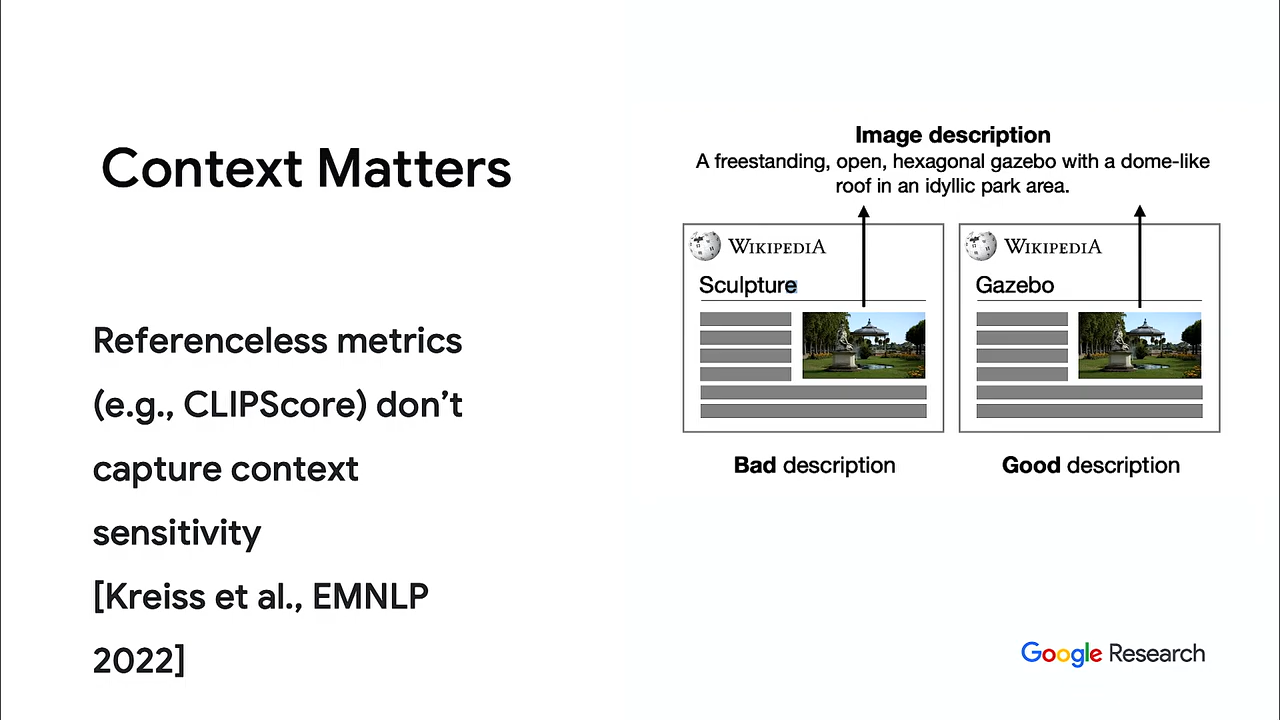 Context Matters
Referenceless metrics
(e.g., CLIPScore) don’t
capture context
sensitivity
[Kreiss et al., EMNLP
2022]
Image description
A freestanding, open, hexagonal gazebo with a dome-like
roof in an idyllic park area.
WIKIPEDIA
Sculpture
Bad description
WIKIPEDIA
Gazebo
Good description
Google Research